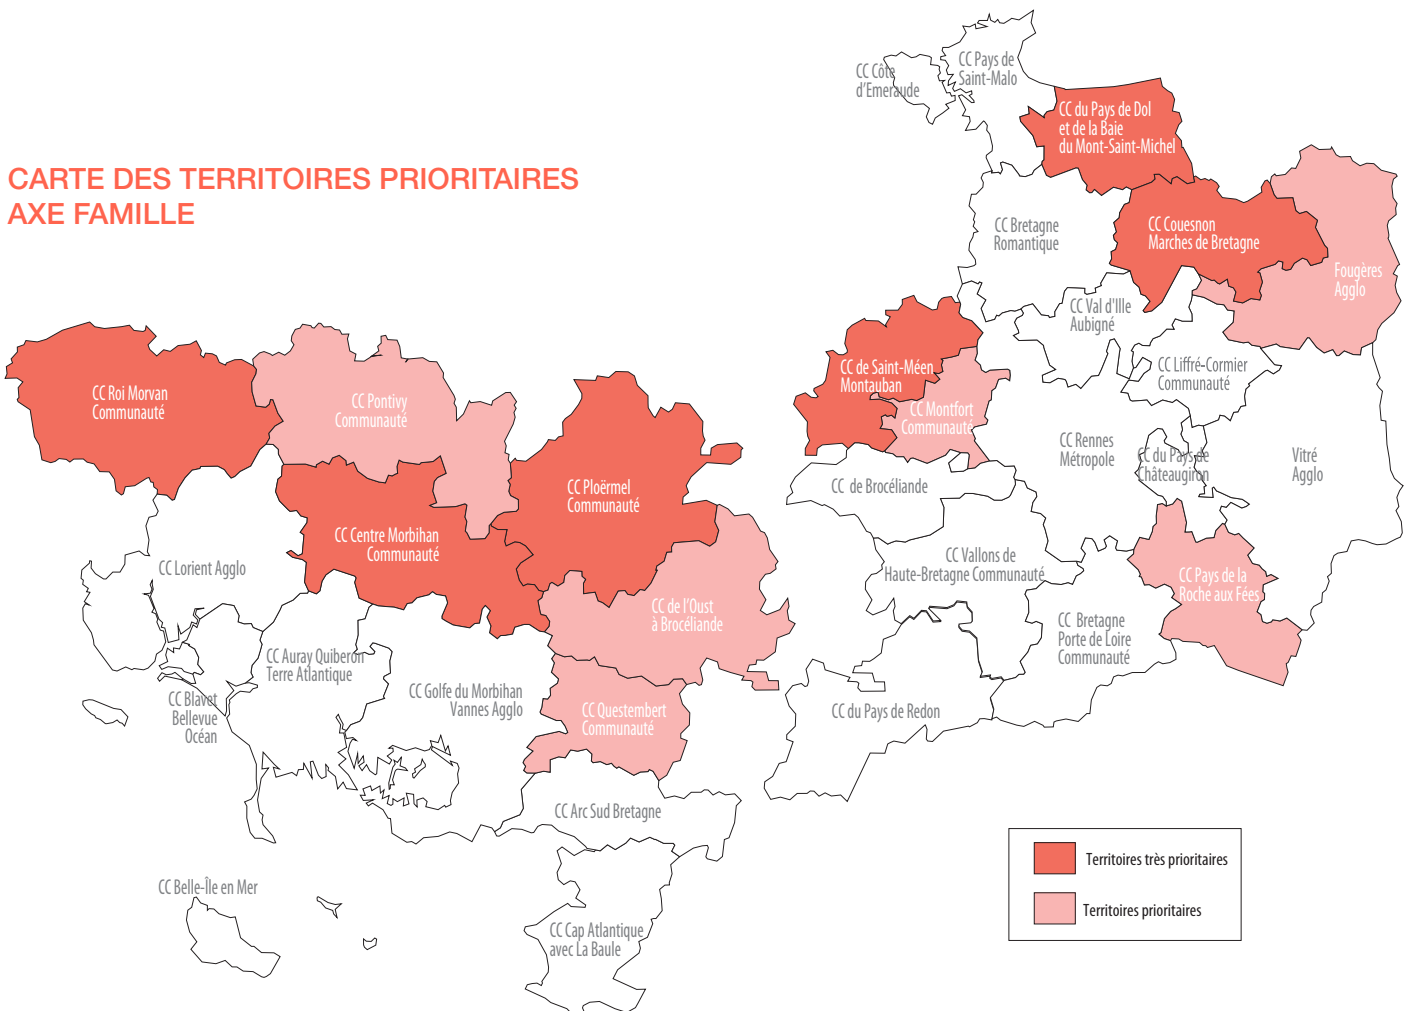 CARTE DES TERRITOIRES PRIORITAIRES
AXE FAMILLE
CC Côte
d'Emeraude
CC Pays de
Saint-Malo
CC du Pays de Dol
et de la Baie
du Mont-Saint-Michel
CC Bretagne
Romantique
CC Couesnon
Marches de Bretagne
Fougères
Agglo
CC Val d'Ille
Aubigné
CC de Saint-Méen
Montauban
CC Montfort
Communauté
CC Liffré-Cormier
Communauté
CC Rennes
Métropole
CC du Pays de
Châteaugiron
Vitré
Agglo
CC de Brocéliande
CC Vallons de
Haute-Bretagne Communauté
CC Pays de la
Roche aux Fées
CC Bretagne
Porte de Loire
Communauté
CC du Pays de Redon
CC Roi Morvan
Communauté
CC Pontivy
Communauté
CC Ploërmel
Communauté
CC Centre Morbihan
Communauté
CC Lorient Agglo
CC de l'Oust
à Brocéliande
CC Auray Quiberon
Terre Atlantique
CC Golfe du Morbihan
Vannes Agglo
CC Blavet
Bellevue
Océan
CC Questembert
Communauté
CC Arc Sud Bretagne
CC Belle-Île en Mer
CC Cap Atlantique
avec La Baule
Territoires très prioritaires
Territoires prioritaires